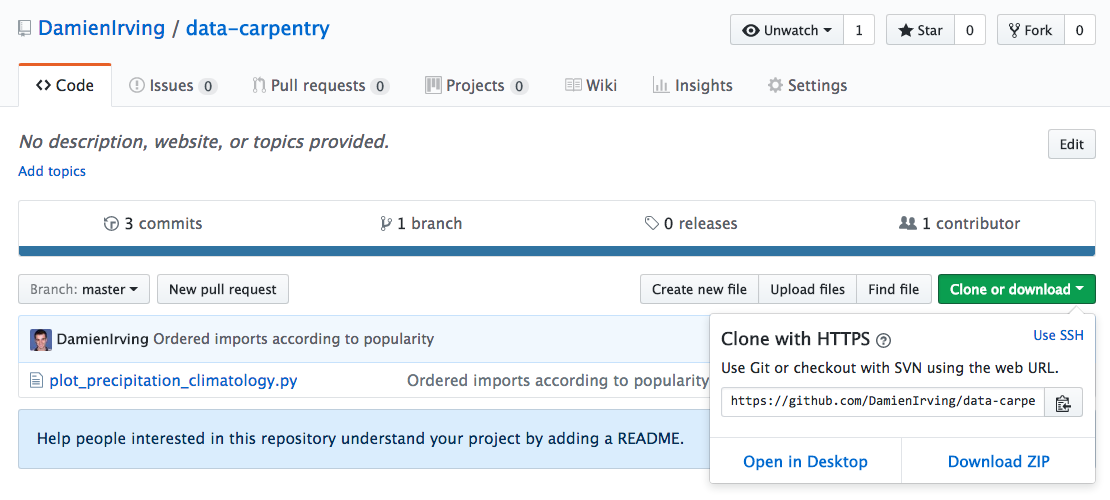 DamienIrving / data-carpentry
Unwatch 1 Star 0 Fork 0
Code Issues 0 Pull requests 0 Projects 0 Wiki Insights Settings
No description, website, or topics provided. Edit
Add topics
3 commits 1 branch 0 releases 1 contributor
Branch: master New pull request Create new file Upload files Find file Clone or download
DamienIrving Ordered imports according to popularity
plot_precipitation_climatology.py Ordered imports according to popularity
Help people interested in this repository understand your project by adding a README.
Clone with HTTPS ? Use SSH
Use Git or checkout with SVN using the web URL.
https://github.com/DamienIrving/data-carpe
Open in Desktop Download ZIP